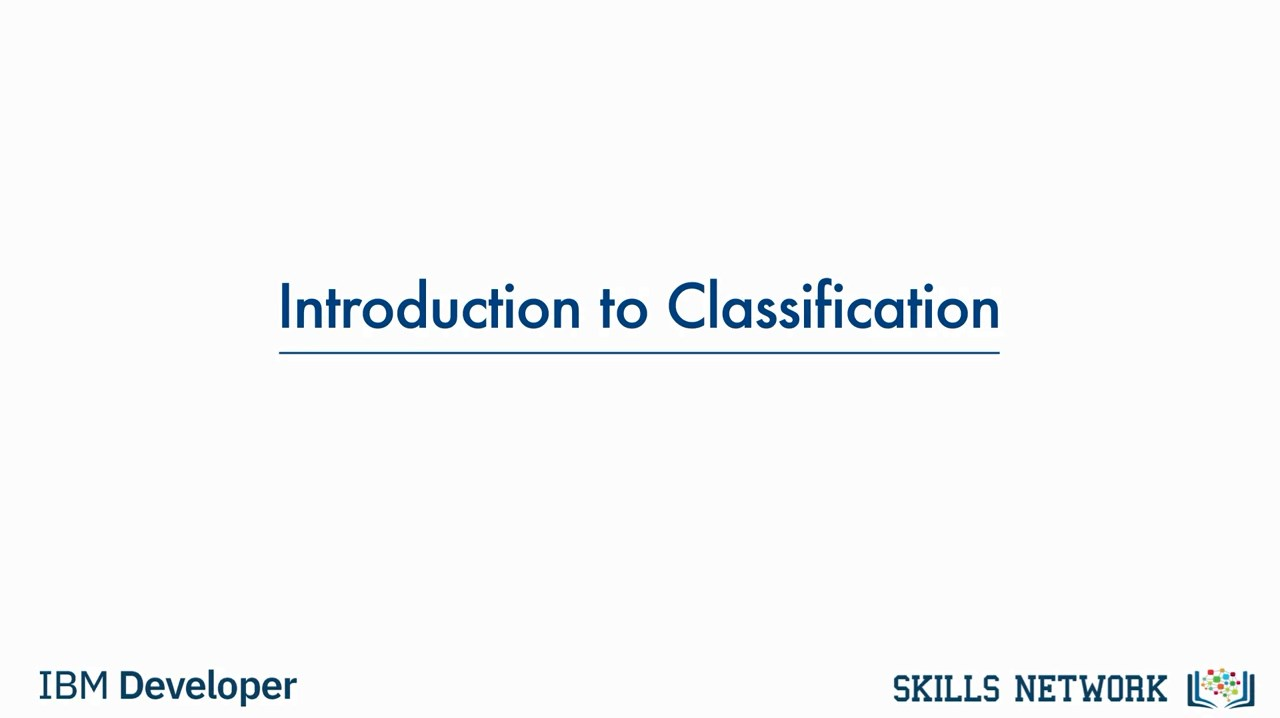 Introduction to Classification
IBM Developer
SKILLS NETWORK